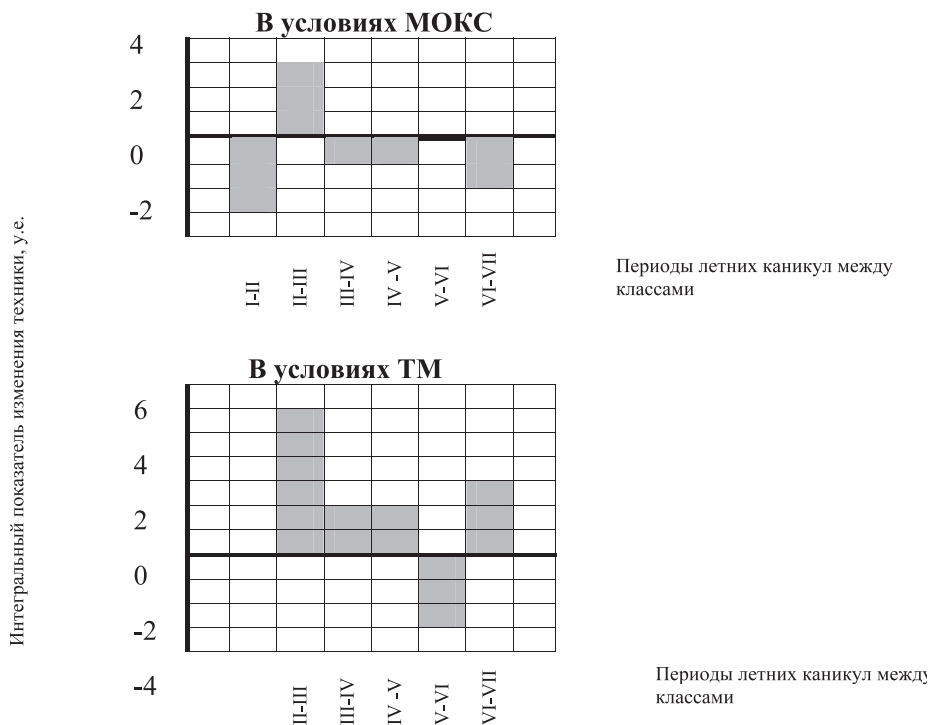 Интегральный показатель изменения техники, у.е.
В условиях МОКС
4
2
0
-2
I-II
II-III
III-IV
IV -V
V-VI
VI-VII
Периоды летних каникул между
классами
В условиях ТМ
6
4
2
0
-2
-4
II-III
III-IV
IV -V
V-VI
VI-VII
Периоды летних каникул между
классами